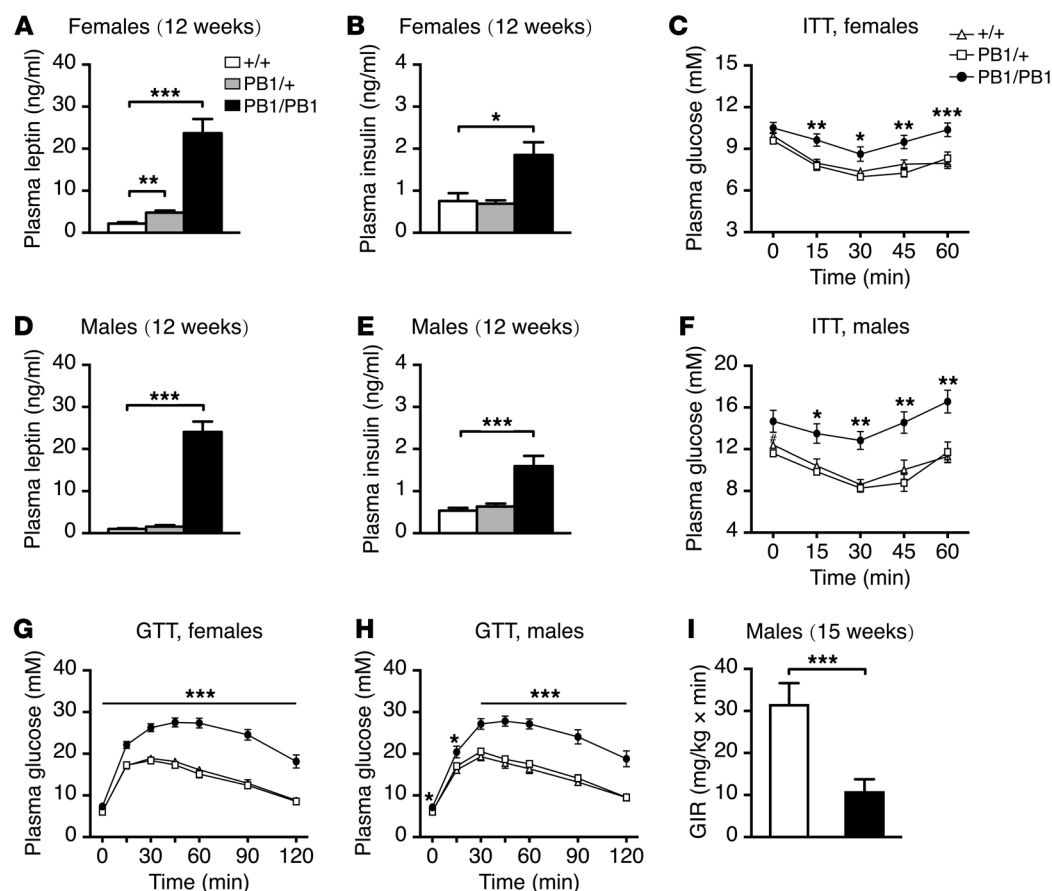 A Females (12 weeks)
Plasma leptin (ng/ml)
40
30
20
10
0
***
**
+/+
PB1/+
PB1/PB1
B Females (12 weeks)
Plasma insulin (ng/ml)
4
3
2
1
0
*
C ITT, females
+/+
PB1/+
PB1/PB1
Plasma glucose (mM)
12
9
6
3
** * ** ***
0 15 30 45 60
Time (min)
D Males (12 weeks)
Plasma leptin (ng/ml)
40
30
20
10
0
***
E Males (12 weeks)
Plasma insulin (ng/ml)
4
3
2
1
0
***
F ITT, males
Plasma glucose (mM)
20
16
12
8
4
#
* ** ** **
0 15 30 45 60
Time (min)
G GTT, females
Plasma glucose (mM)
40
30
20
10
0
***
0 30 60 90 120
Time (min)
H GTT, males
Plasma glucose (mM)
40
30
20
10
0
***
*
*
0 30 60 90 120
Time (min)
I Males (15 weeks)
GIR (mg/kg × min)
40
30
20
10
0
***